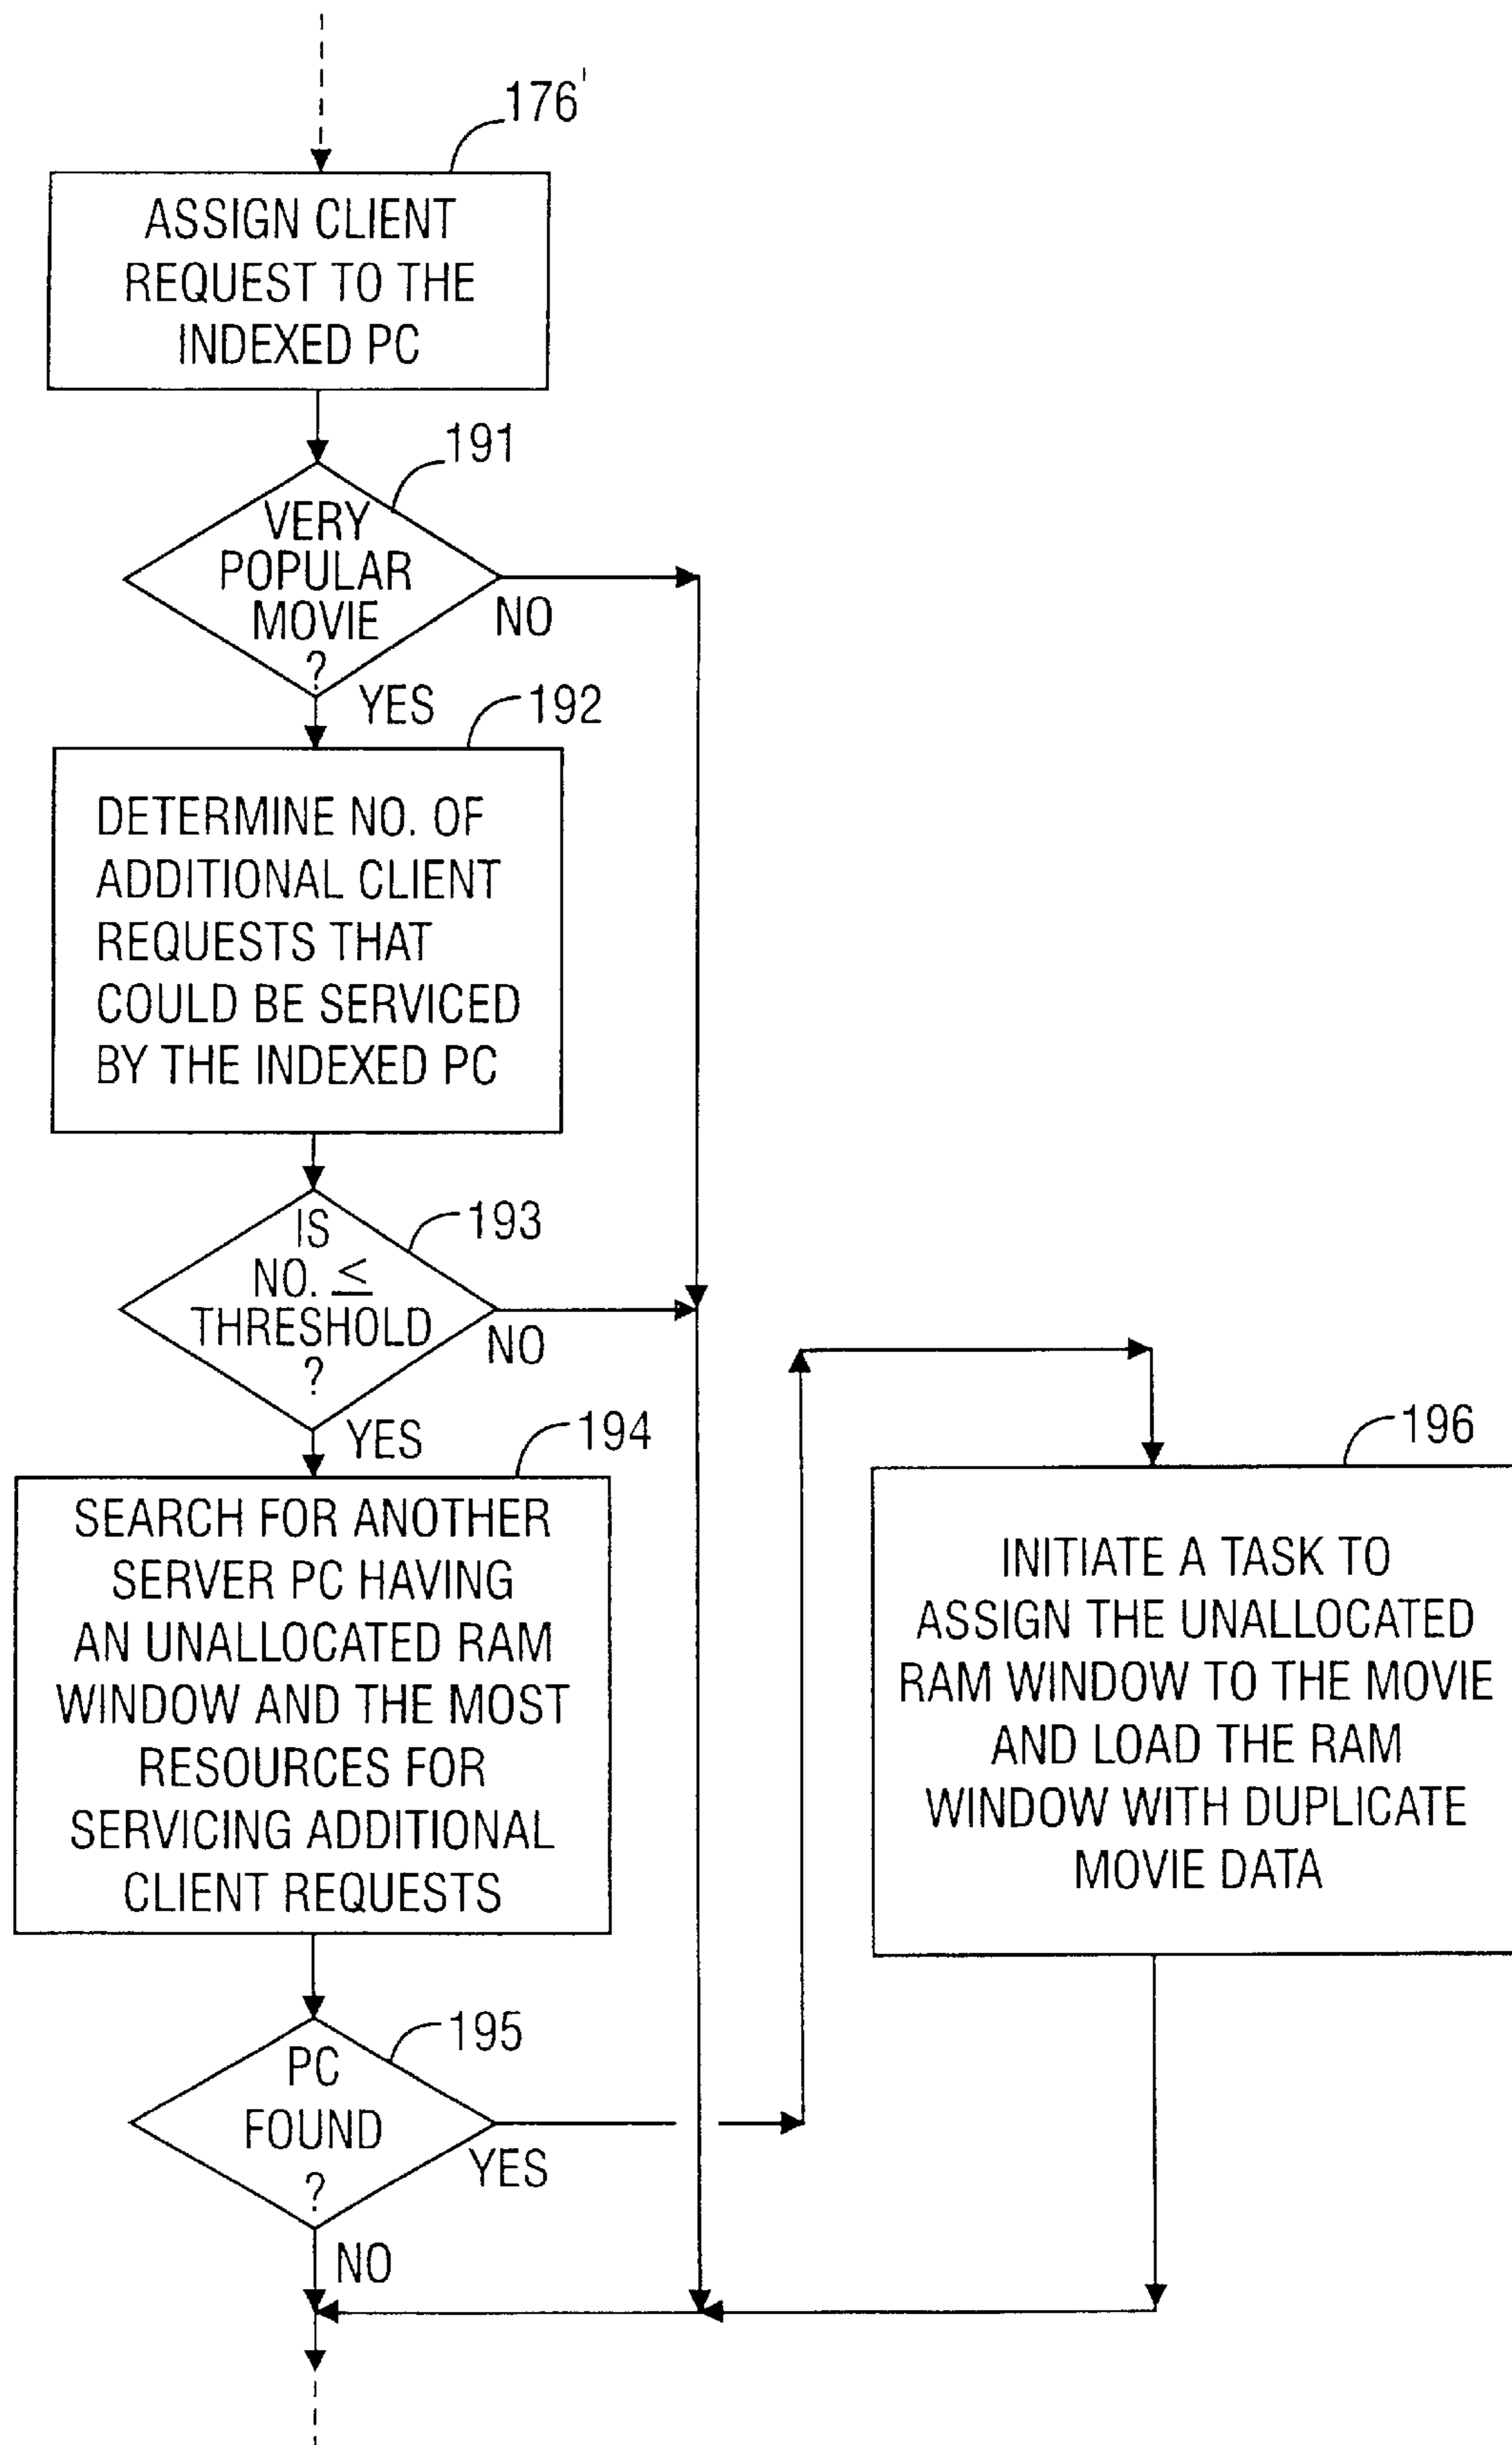 176'
ASSIGN CLIENT
REQUEST TO THE
INDEXED PC
191
VERY
POPULAR
MOVIE
?
NO
YES
192
DETERMINE NO. OF
ADDITIONAL CLIENT
REQUESTS THAT
COULD BE SERVICED
BY THE INDEXED PC
193
IS
NO. ≤
THRESHOLD
?
NO
YES
194
SEARCH FOR ANOTHER
SERVER PC HAVING
AN UNALLOCATED RAM
WINDOW AND THE MOST
RESOURCES FOR
SERVICING ADDITIONAL
CLIENT REQUESTS
195
PC
FOUND
?
YES
NO
196
INITIATE A TASK TO
ASSIGN THE UNALLOCATED
RAM WINDOW TO THE MOVIE
AND LOAD THE RAM
WINDOW WITH DUPLICATE
MOVIE DATA